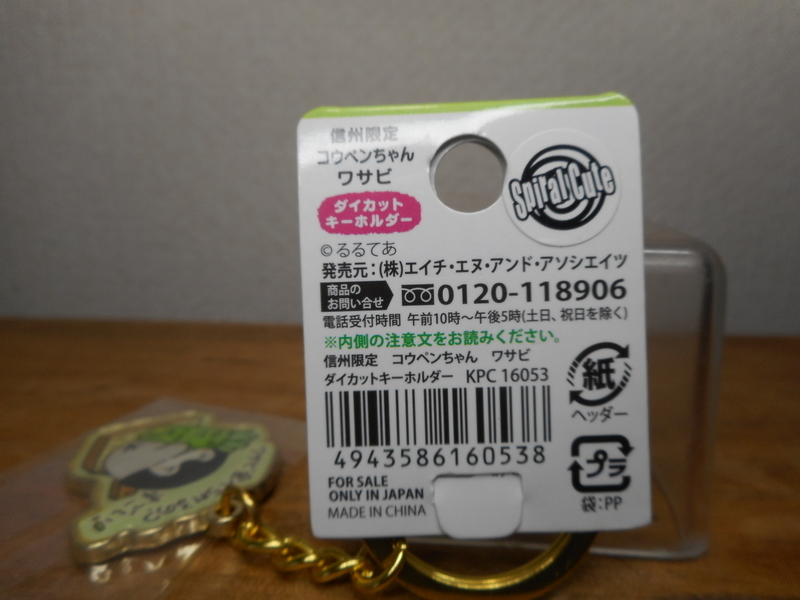 信州限定
コウペンちゃん
ワサビ
Spiral Cute
ダイカット
キーホルダー
©るるてあ
発売元:(株)エイチ・エヌ・アンド・アソシエイツ
商品の
お問い合せ
0120-118906
電話受付時間 午前10時～午後5時(土日、祝日を除く)
※内側の注意文をお読みください。
信州限定 コウペンちゃん ワサビ
ダイカットキーホルダー KPC 16053
紙
ヘッダー
4943586160538
プラ
袋:PP
FOR SALE
ONLY IN JAPAN
MADE IN CHINA